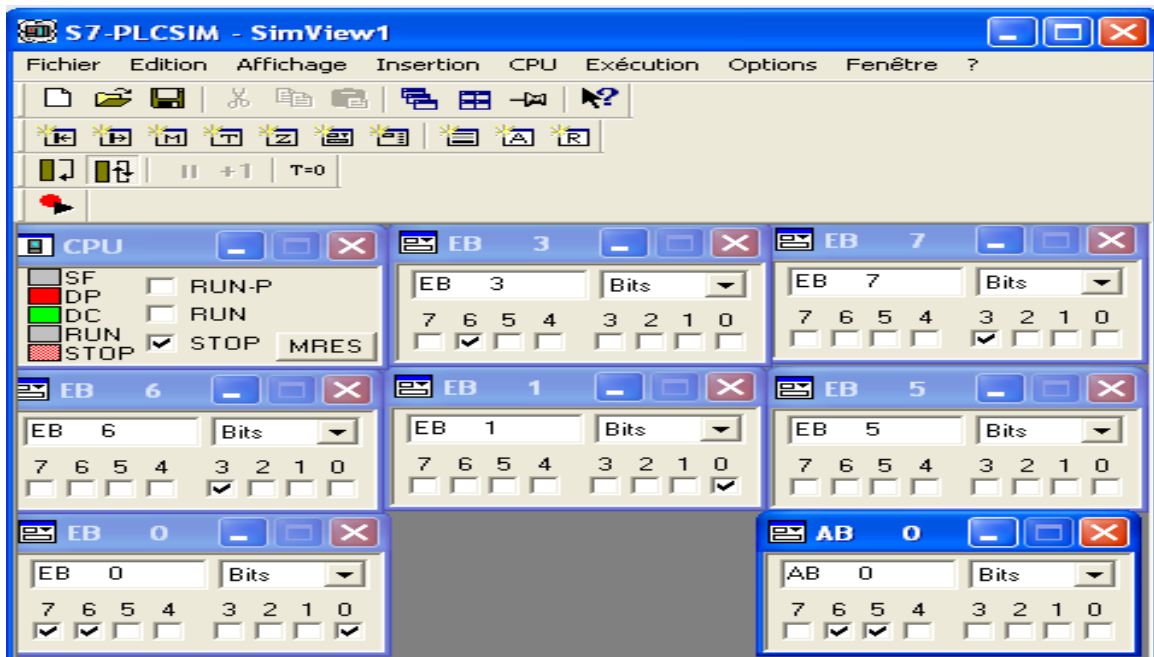 S7-PLCSIM - SimView1
Fichier Edition Affichage Insertion CPU Exécution Options Fenêtre ?
M T Z A R
+1 T=0
CPU
SF
DP
DC
RUN
STOP
RUN-P
RUN
STOP MRES
EB 3
EB 3 Bits
7 6 5 4 3 2 1 0
EB 7
EB 7 Bits
7 6 5 4 3 2 1 0
EB 6
EB 6 Bits
7 6 5 4 3 2 1 0
EB 1
EB 1 Bits
7 6 5 4 3 2 1 0
EB 5
EB 5 Bits
7 6 5 4 3 2 1 0
EB 0
EB 0 Bits
7 6 5 4 3 2 1 0
AB 0
AB 0 Bits
7 6 5 4 3 2 1 0